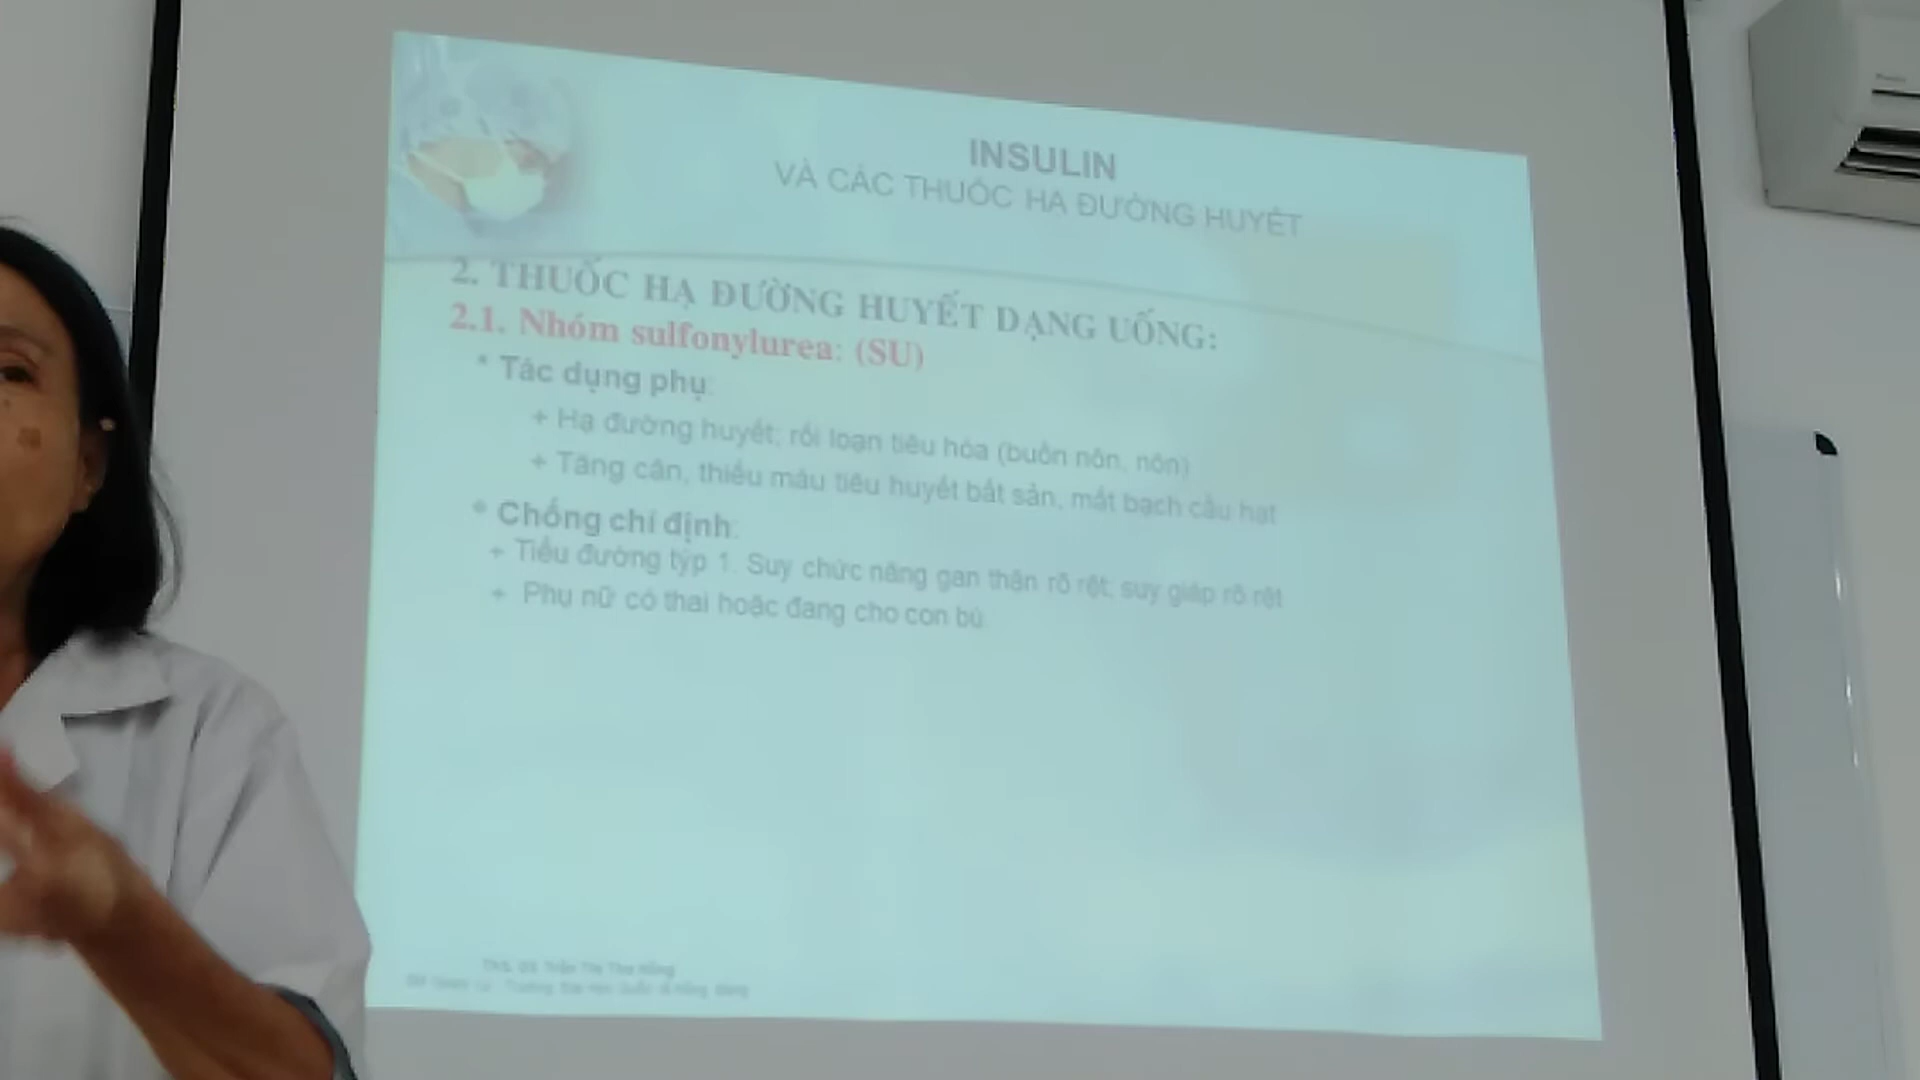 INSULIN
VÀ CÁC THUỐC HẠ ĐƯỜNG HUYẾT
2. THUỐC HẠ ĐƯỜNG HUYẾT DẠNG UỐNG:
2.1. Nhóm sulfonylurea: (SU)
* Tác dụng phụ:
+ Hạ đường huyết; rối loạn tiêu hóa (buồn nôn, nôn)
+ Tăng cân, thiếu máu tiêu huyết bất sản, mất bạch cầu hạt
* Chống chỉ định:
+ Tiểu đường týp 1. Suy chức năng gan thận rõ rệt; suy giáp rõ rệt
+ Phụ nữ có thai hoặc đang cho con bú